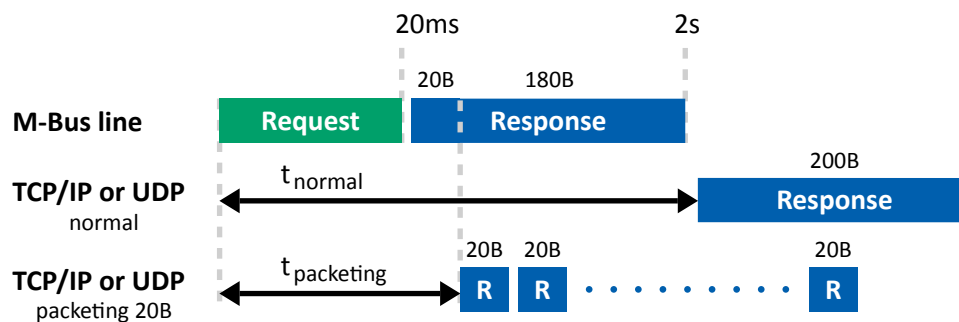 20ms 2s
20B 180B
M-Bus line Request Response
200B
TCP/IP or UDP tnormal Response
normal
20B 20B 20B
TCP/IP or UDP tpacketing R R R
packeting 20B